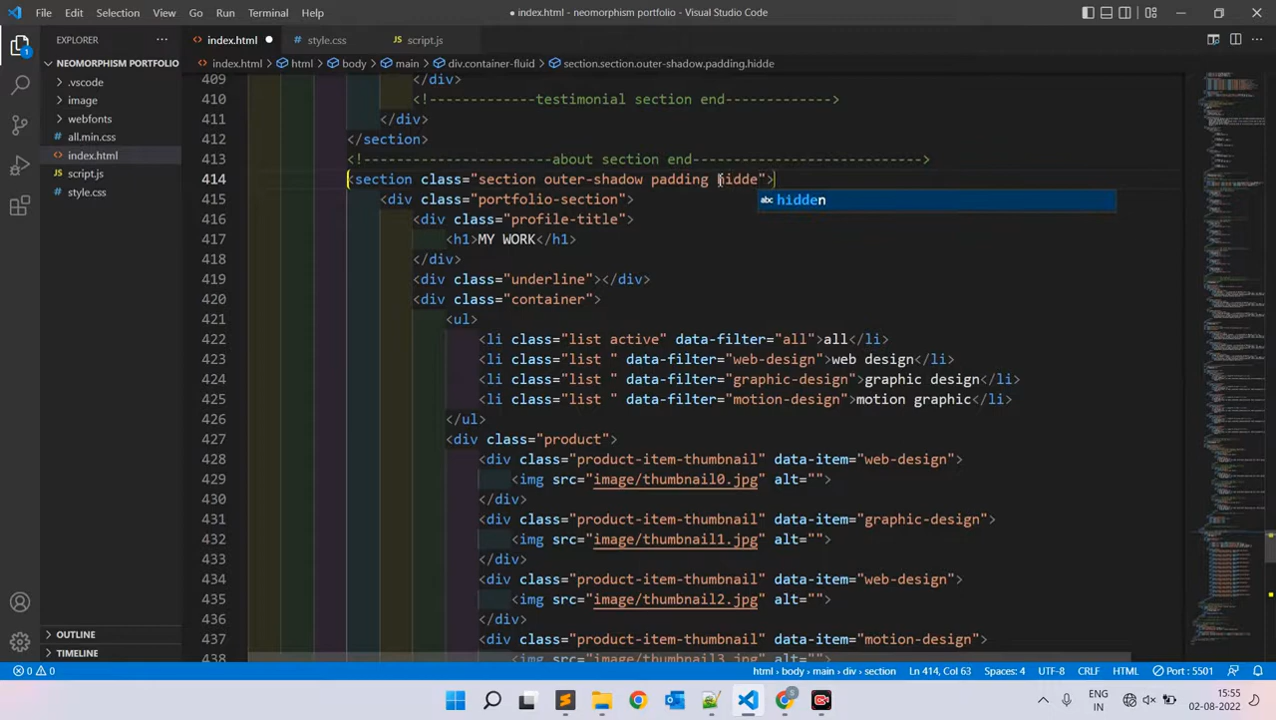 File Edit Selection View Go Run Terminal Help
● index.html - neomorphism portfolio - Visual Studio Code
EXPLORER
index.html ●
style.css
script.js
NEOMORPHISM PORTFOLIO
index.html > html > body > main > div.container-fluid > section.section.outer-shadow.padding.hidde
> .vscode
> image
> webfonts
all.min.css
index.html
script.js
style.css
1
409 </div>
410 <!-------------testimonial section end------------>
411 </div>
412 </section>
413 <!-----------------------about section end---------------------------->
414 <section class="section outer-shadow padding hidde">
hidden
415 <div class="portfolio-section">
416 <div class="profile-title">
417 <h1>MY WORK</h1>
418 </div>
419 <div class="underline"></div>
420 <div class="container">
421 <ul>
422 <li class="list active" data-filter="all">all</li>
423 <li class="list " data-filter="web-design">web design</li>
424 <li class="list " data-filter="graphic-design">graphic design</li>
425 <li class="list " data-filter="motion-design">motion graphic</li>
426 </ul>
427 <div class="product">
428 <div class="product-item-thumbnail" data-item="web-design">
429 <img src="image/thumbnail0.jpg" alt="">
430 </div>
431 <div class="product-item-thumbnail" data-item="graphic-design">
432 <img src="image/thumbnail1.jpg" alt="">
433 </div>
434 <div class="product-item-thumbnail" data-item="web-design">
435 <img src="image/thumbnail2.jpg" alt="">
436 </div>
437 <div class="product-item-thumbnail" data-item="motion-design">
438 <img src="image/thumbnail3.jpg" alt="">
> OUTLINE
> TIMELINE
0 0
html > body > main > div > section Ln 414, Col 63 Spaces: 4 UTF-8 CRLF HTML Port : 5501
ENG
IN
15:55
02-08-2022